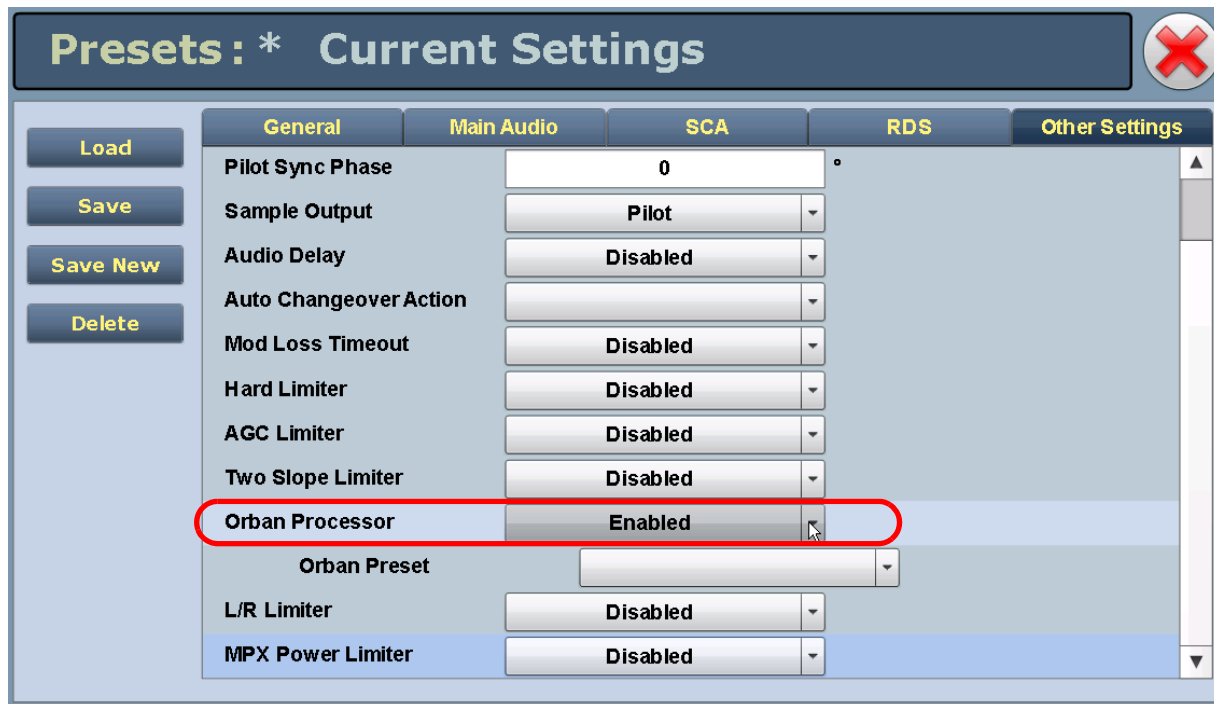 Presets: * Current Settings
General Main Audio SCA RDS Other Settings
Load
Save
Save New
Delete
Pilot Sync Phase 0 °
Sample Output Pilot
Audio Delay Disabled
Auto Changeover Action
Mod Loss Timeout Disabled
Hard Limiter Disabled
AGC Limiter Disabled
Two Slope Limiter Disabled
Orban Processor Enabled
Orban Preset
L/R Limiter Disabled
MPX Power Limiter Disabled